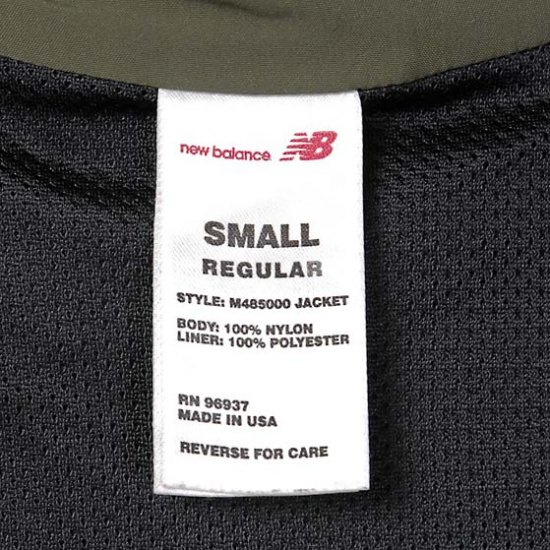 new balance NB
SMALL
REGULAR
STYLE: M485000 JACKET
BODY: 100% NYLON
LINER: 100% POLYESTER
RN 96937
MADE IN USA
REVERSE FOR CARE